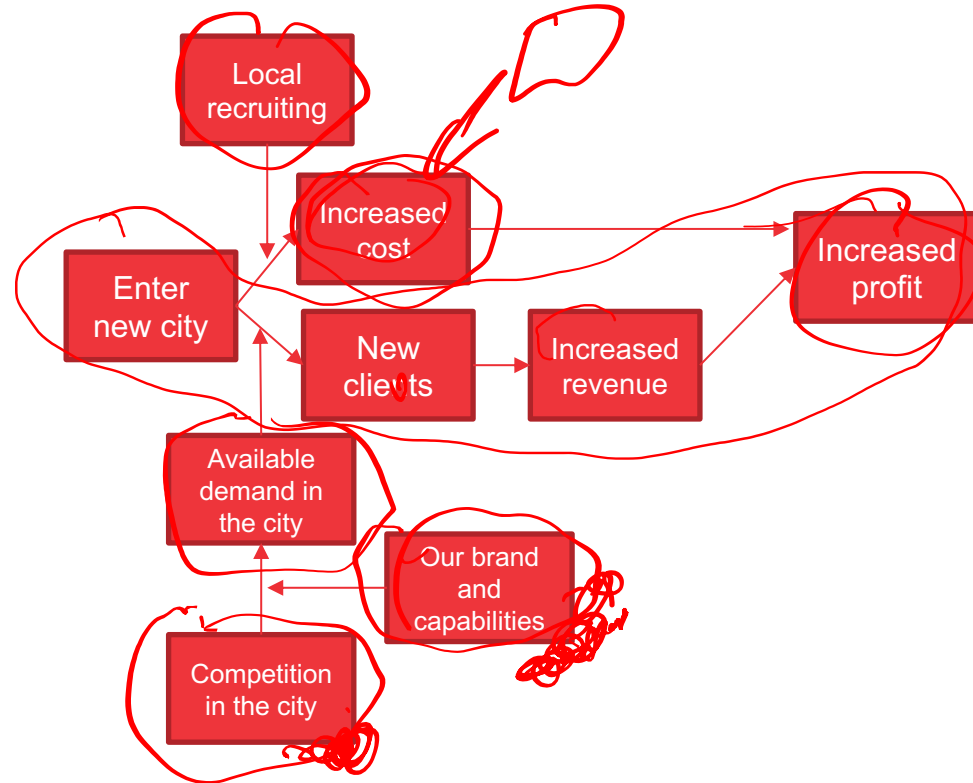 Local
recruiting
Increased
cost
Increased
profit
Enter
new city
New
clients
Increased
revenue
Available
demand in
the city
Our brand
and
capabilities
Competition
in the city